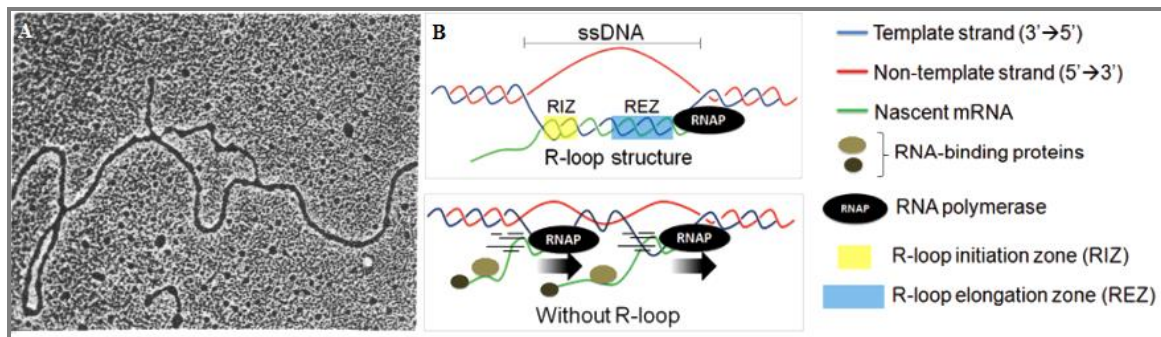 A
B
ssDNA
RIZ
REZ
RNAP
R-loop structure
RNAP
RNAP
Without R-loop
Template strand (3'→5')
Non-template strand (5'→3')
Nascent mRNA
RNA-binding proteins
RNAP
RNA polymerase
R-loop initiation zone (RIZ)
R-loop elongation zone (REZ)